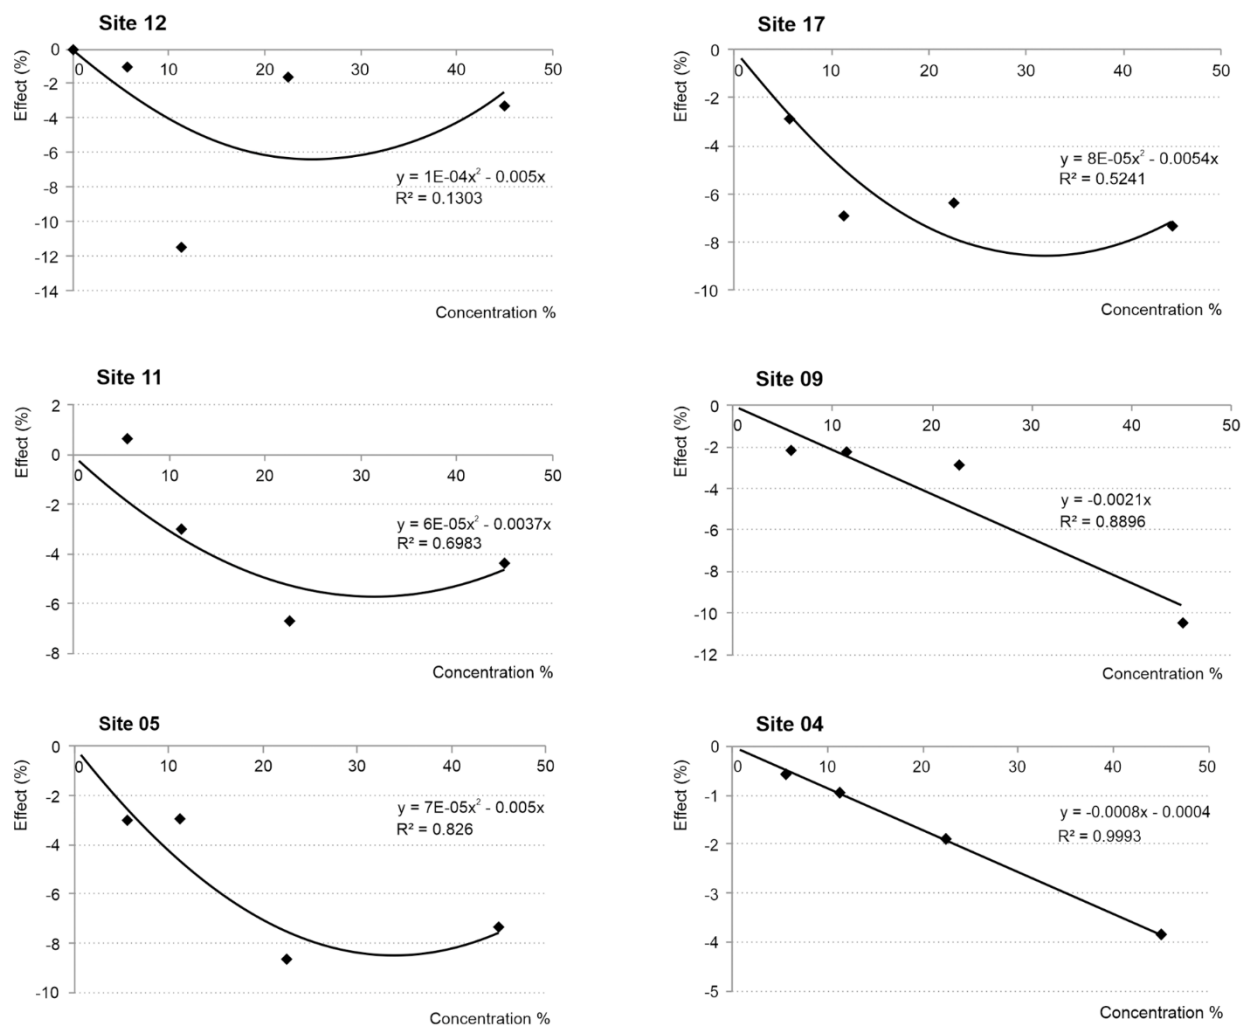 Site 12
Effect (%)
0
-2
-4
-6
-8
-10
-12
-14
0 10 20 30 40 50
y = 1E-04x² - 0.005x
R² = 0.1303
Concentration %
Site 17
Effect (%)
0
-2
-4
-6
-8
-10
0 10 20 30 40 50
y = 8E-05x² - 0.0054x
R² = 0.5241
Concentration %
Site 11
Effect (%)
2
0
-2
-4
-6
-8
0 10 20 30 40 50
y = 6E-05x² - 0.0037x
R² = 0.6983
Concentration %
Site 09
Effect (%)
0
-2
-4
-6
-8
-10
-12
0 10 20 30 40 50
y = -0.0021x
R² = 0.8896
Concentration %
Site 05
Effect (%)
0
-2
-4
-6
-8
-10
0 10 20 30 40 50
y = 7E-05x² - 0.005x
R² = 0.826
Concentration %
Site 04
Effect (%)
0
-1
-2
-3
-4
-5
0 10 20 30 40 50
y = -0.0008x - 0.0004
R² = 0.9993
Concentration %